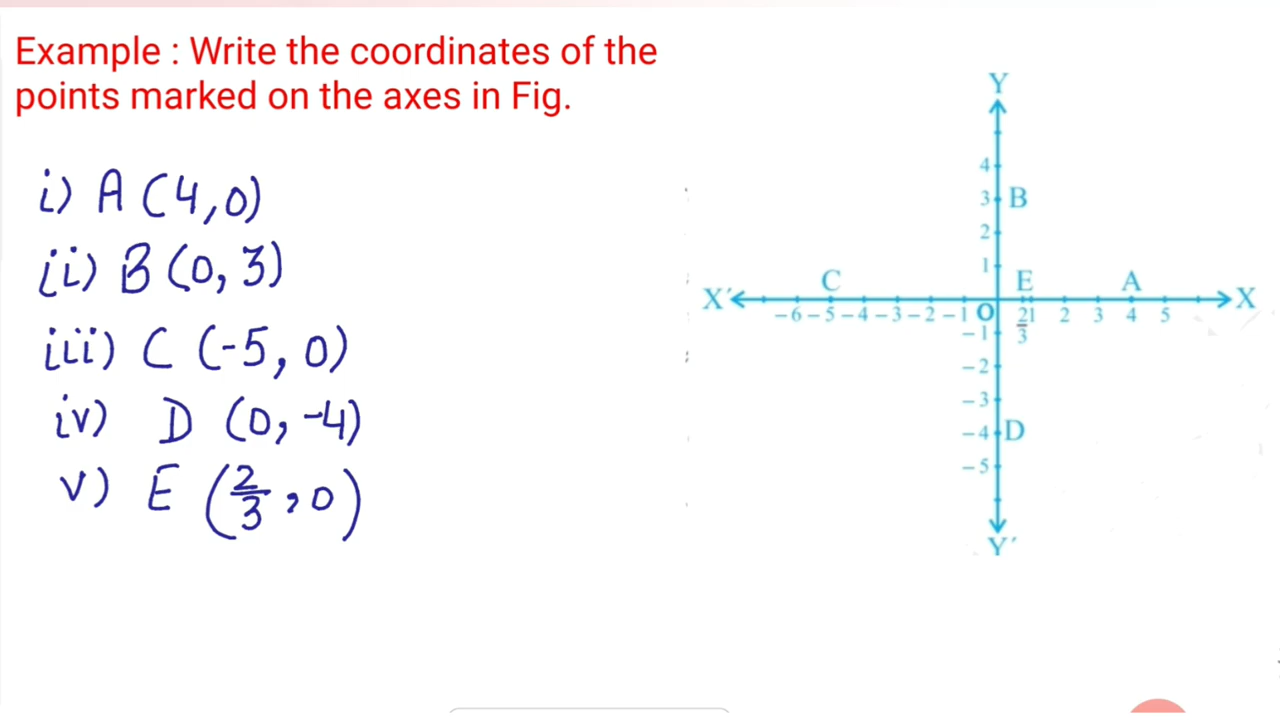 Example : Write the coordinates of the
points marked on the axes in Fig.
i) A (4,0)
(ii) B (0, 3)
(iii) C (-5, 0)
(iv) D (0, -4)
v) E (2/3, 0)
Y
4
3 B
2
1
C E A
X′ X
−6 −5 −4 −3 −2 −1 O 2/3 1 2 3 4 5
−1
−2
−3
−4 D
−5
Y′